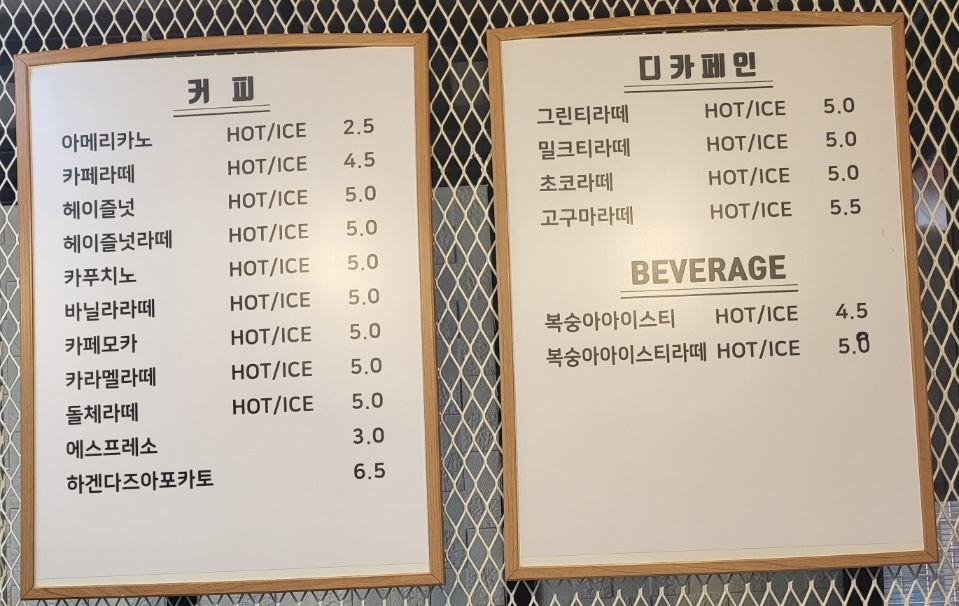 커 피
아메리카노 HOT/ICE 2.5
카페라떼 HOT/ICE 4.5
헤이즐넛 HOT/ICE 5.0
헤이즐넛라떼 HOT/ICE 5.0
카푸치노 HOT/ICE 5.0
바닐라라떼 HOT/ICE 5.0
카페모카 HOT/ICE 5.0
카라멜라떼 HOT/ICE 5.0
돌체라떼 HOT/ICE 5.0
에스프레소 3.0
하겐다즈아포카토 6.5
디카페인
그린티라떼 HOT/ICE 5.0
밀크티라떼 HOT/ICE 5.0
초코라떼 HOT/ICE 5.0
고구마라떼 HOT/ICE 5.5
BEVERAGE
복숭아아이스티 HOT/ICE 4.5
복숭아아이스티라떼 HOT/ICE 5.0